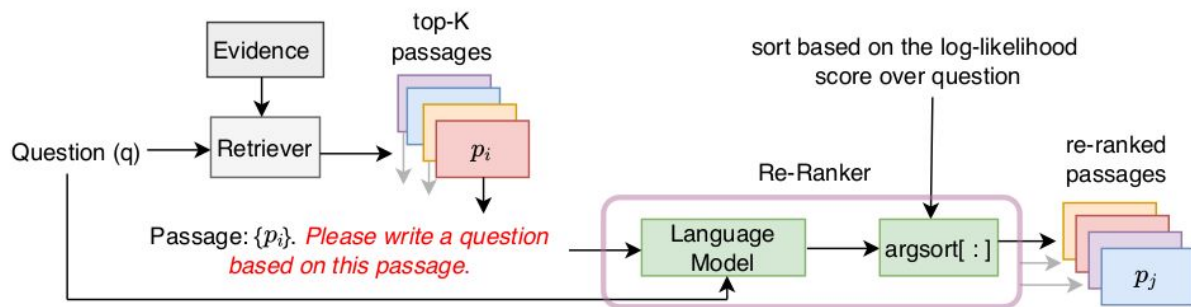 Evidence
Retriever
Question (q)
top-K
passages
p_i
Passage: {p_i}. Please write a question
based on this passage.
sort based on the log-likelihood
score over question
Re-Ranker
Language
Model
argsort[ : ]
re-ranked
passages
p_j